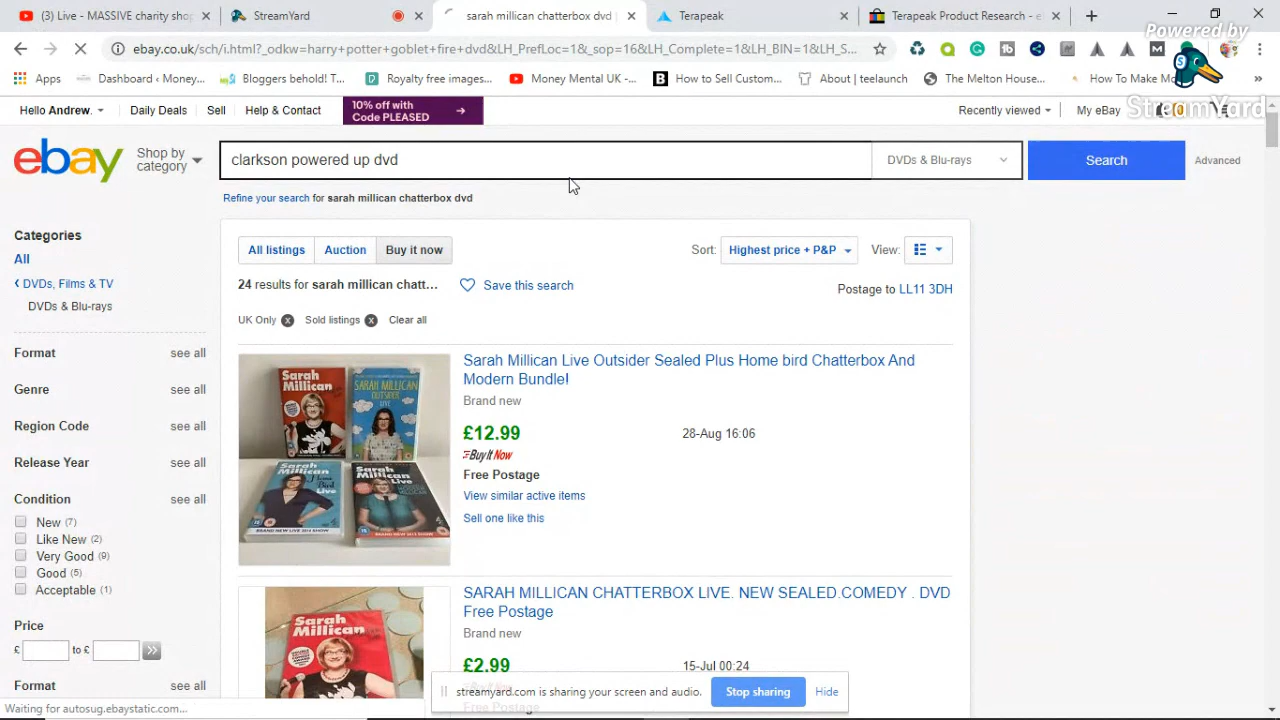 (3) Live - MASSIVE charity
StreamYard
sarah millican chatterbox dvd
Terapeak
Terapeak Product Research - e
Powered by
StreamYard
ebay.co.uk/sch/i.html?_odkw=harry+potter+goblet+fire+dvd&LH_PrefLoc=1&_sop=16&LH_Complete=1&LH_BIN=1&LH_S...
Apps
Dashboard ‹ Money...
Bloggers behold! T...
Royalty free images...
Money Mental UK -...
How to Sell Custom...
About | teelaunch
The Melton House...
How To Make Mo
Hello Andrew.
Daily Deals
Sell
Help & Contact
10% off with
Code PLEASED
Recently viewed
My eBay
ebay
Shop by
category
clarkson powered up dvd
DVDs & Blu-rays
Search
Advanced
Refine your search for sarah millican chatterbox dvd
Categories
All
DVDs, Films & TV
DVDs & Blu-rays
Format see all
Genre see all
Region Code see all
Release Year see all
Condition see all
New (7)
Like New (2)
Very Good (9)
Good (5)
Acceptable (1)
Price
£ to £
Format see all
All listings
Auction
Buy it now
Sort: Highest price + P&P
View:
24 results for sarah millican chatt...
Save this search
Postage to LL11 3DH
UK Only
Sold listings
Clear all
Sarah Millican Live Outsider Sealed Plus Home bird Chatterbox And
Modern Bundle!
Brand new
£12.99
28-Aug 16:06
Buy It Now
Free Postage
View similar active items
Sell one like this
SARAH MILLICAN CHATTERBOX LIVE. NEW SEALED.COMEDY . DVD
Free Postage
Brand new
£2.99
15-Jul 00:24
streamyard.com is sharing your screen and audio.
Stop sharing
Hide
Waiting for autosug.ebaystatic.com...